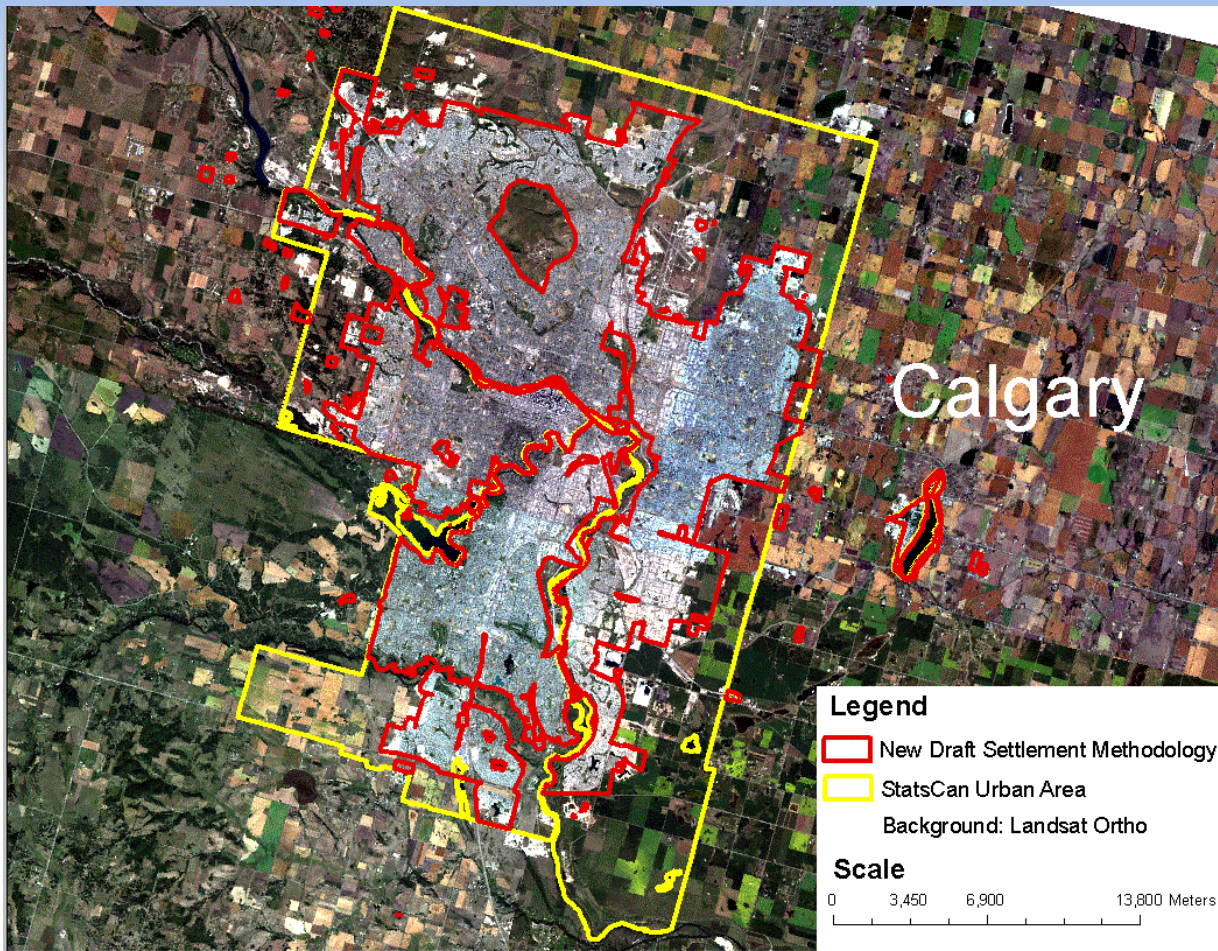 Calgary
Legend
New Draft Settlement Methodology
StatsCan Urban Area
Background: Landsat Ortho
Scale
0 3,450 6,900 13,800 Meters